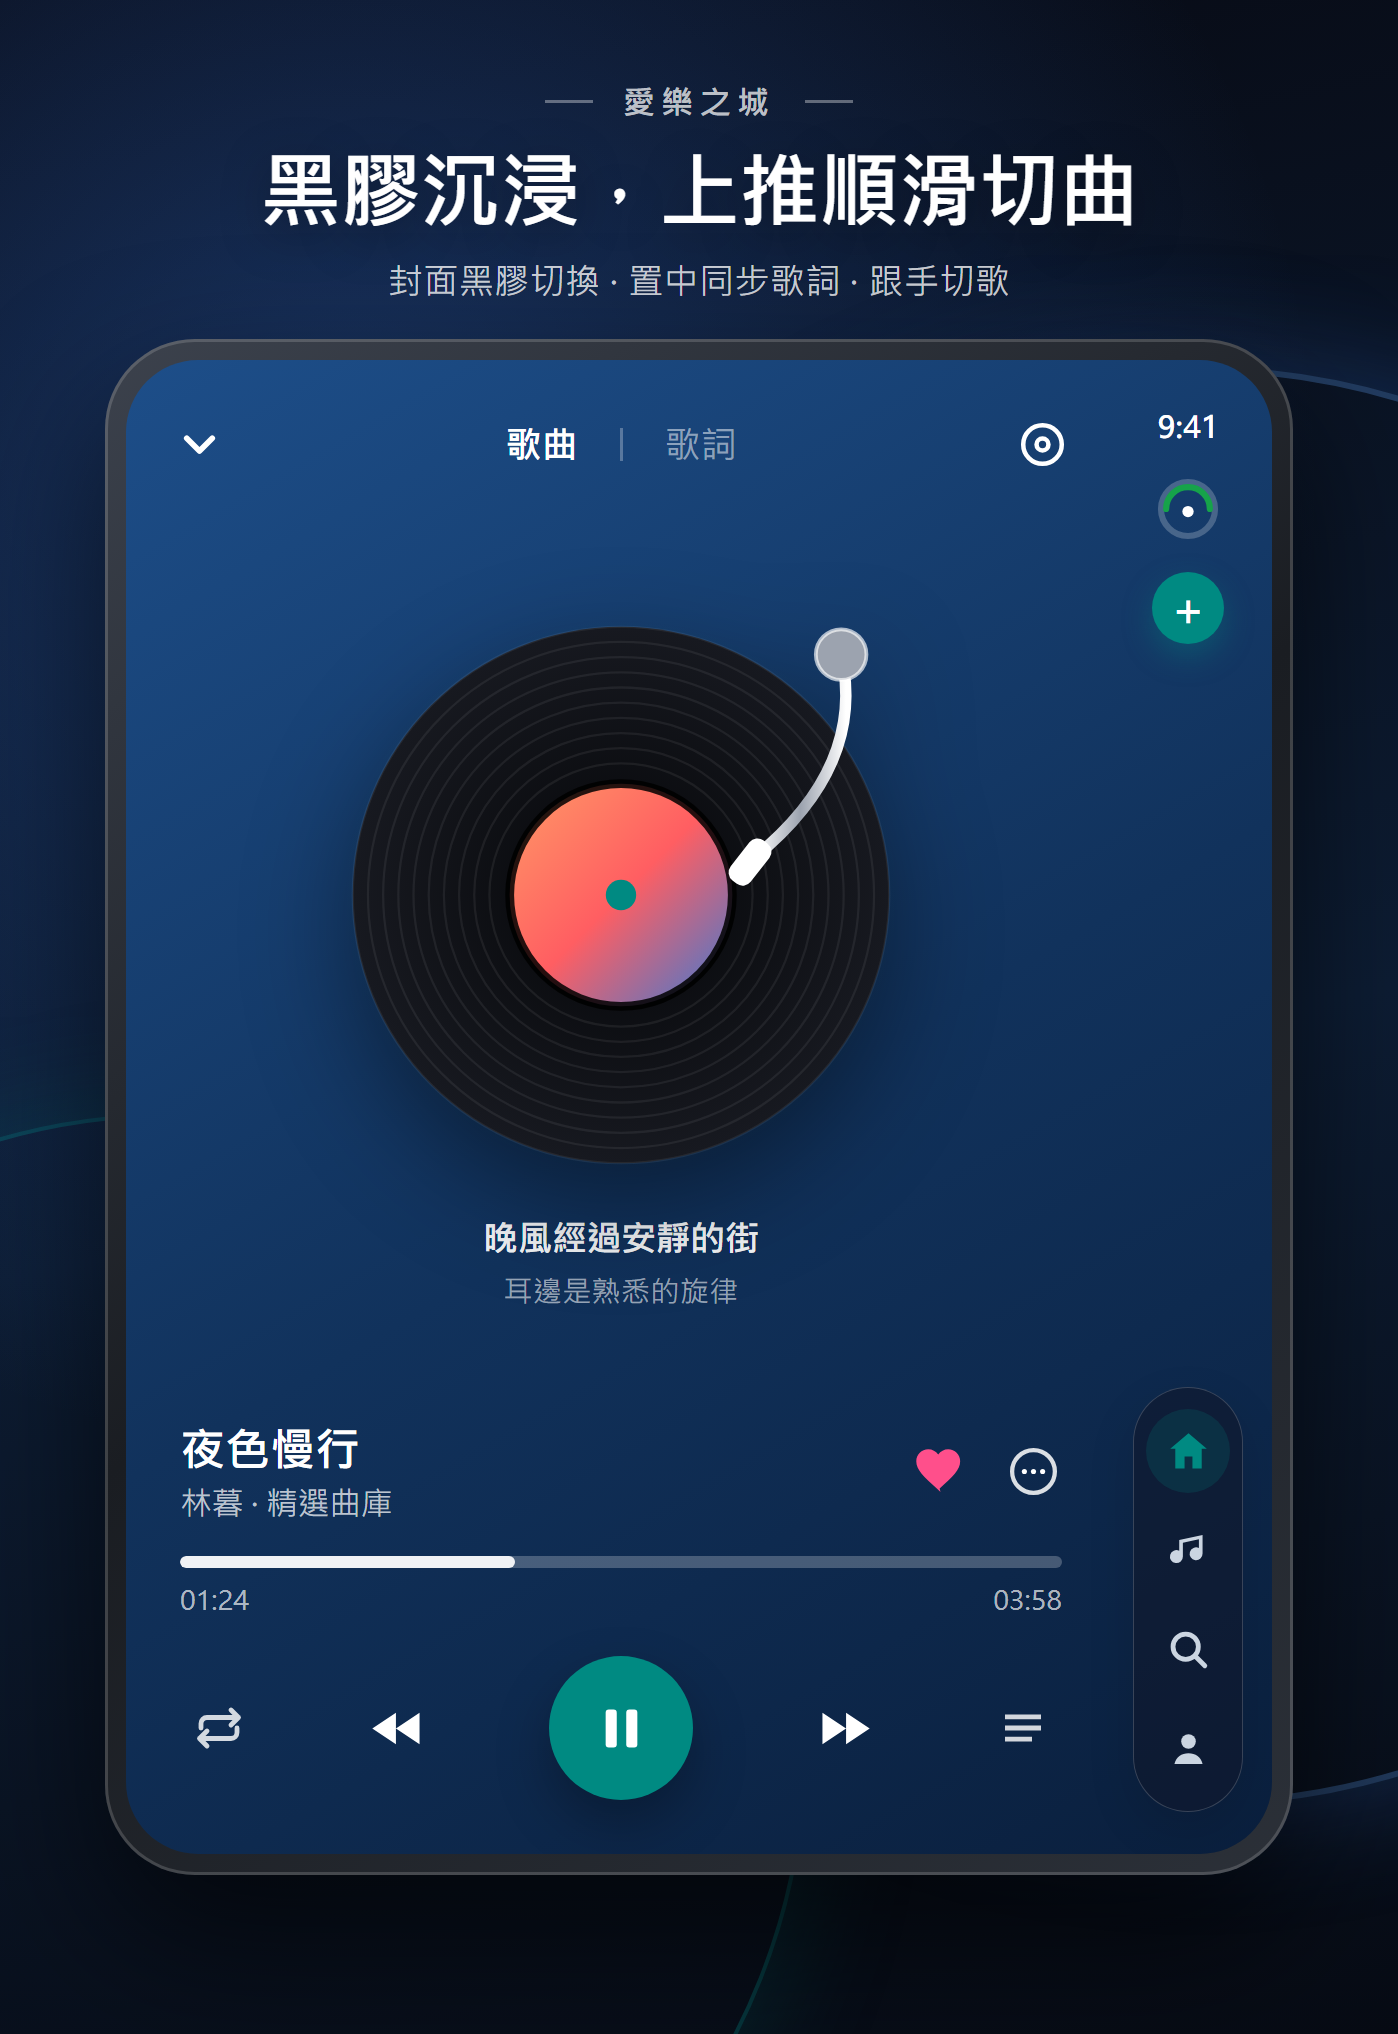 愛樂之城
黑膠沉浸，上推順滑切曲
封面黑膠切換 · 置中同步歌詞 · 跟手切歌
歌曲 | 歌詞
9:41
+
晚風經過安靜的街
耳邊是熟悉的旋律
夜色慢行
林暮 · 精選曲庫
01:24
03:58